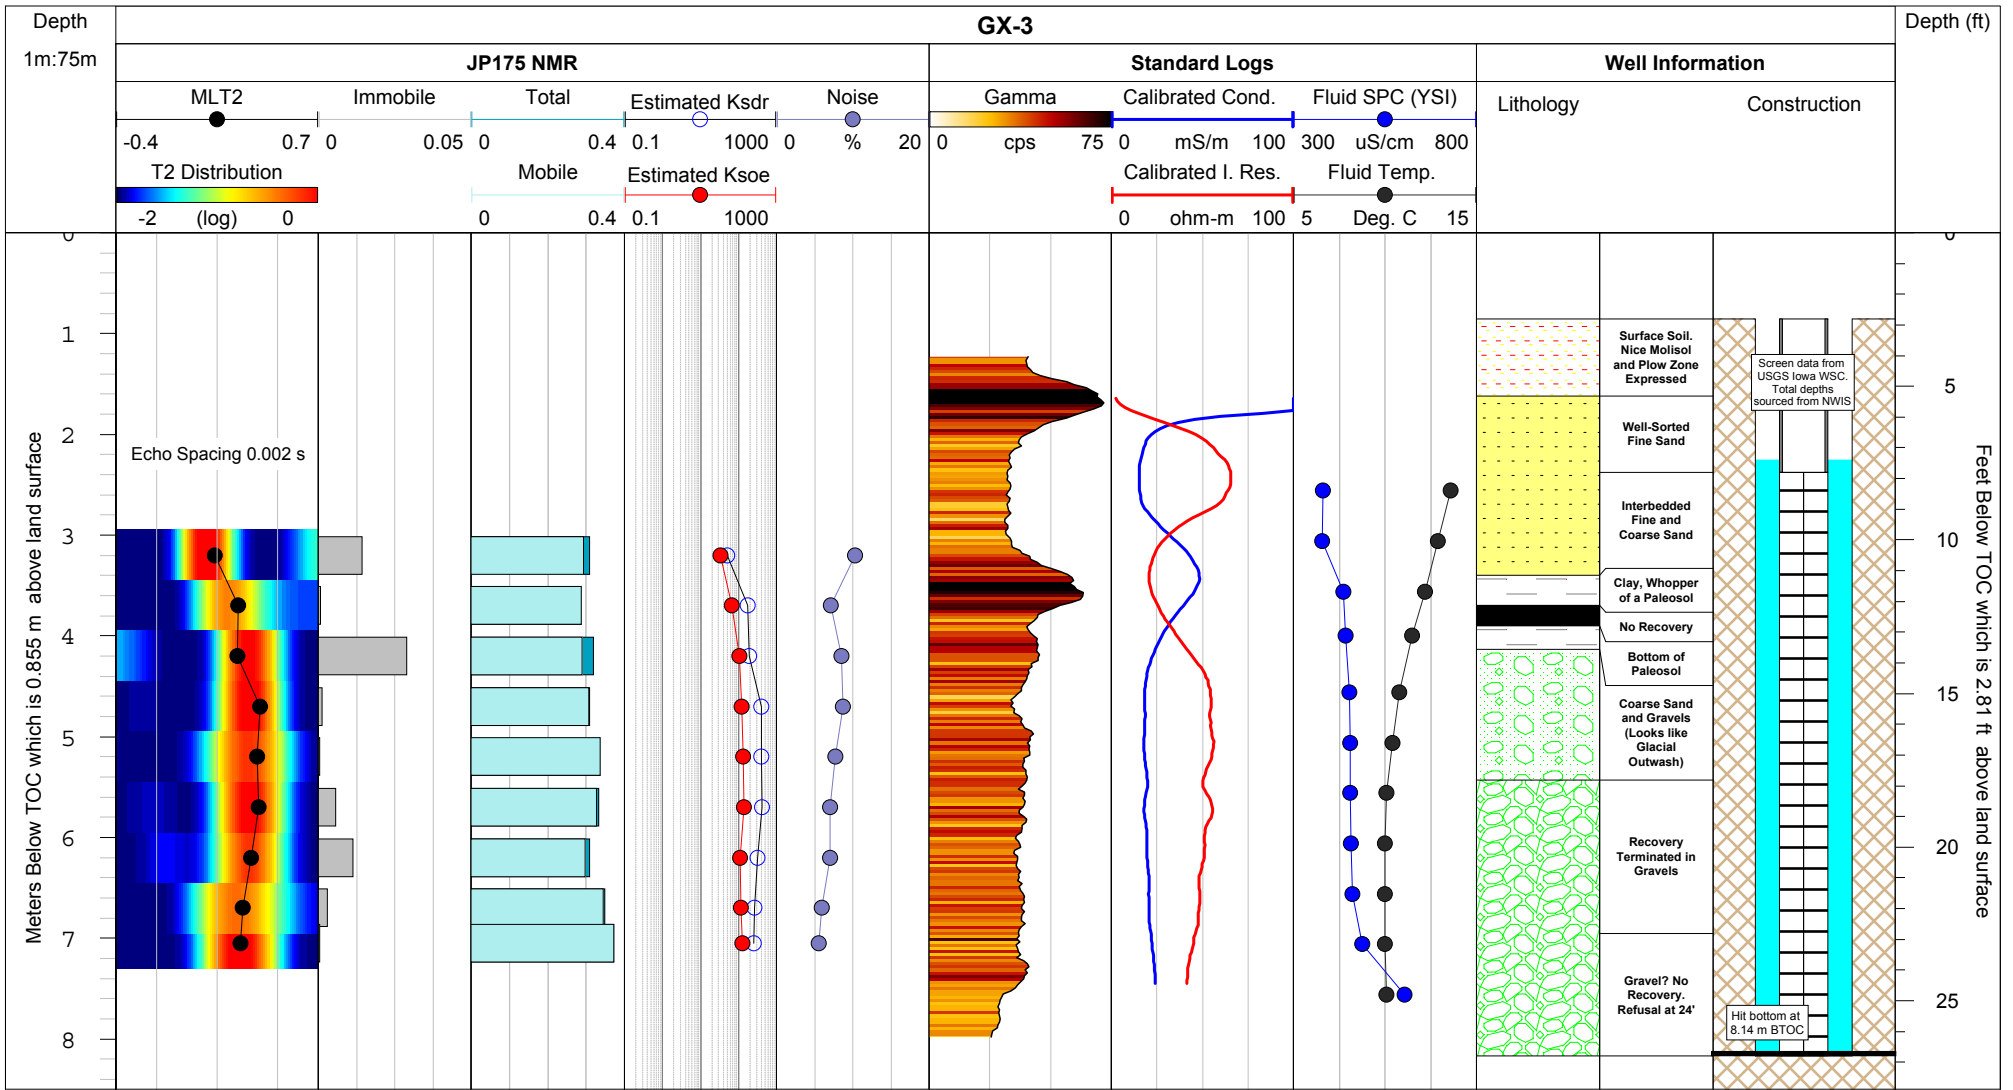 GX-3
Depth
1m:75m
Depth (ft)
JP175 NMR
Standard Logs
Well Information
MLT2
-0.4 0.7
T2 Distribution
-2 (log) 0
Immobile
0 0.05
Total
0 0.4
Mobile
0 0.4
Estimated Ksdr
0.1 1000
Estimated Ksoe
0.1 1000
Noise
0 % 20
Gamma
0 cps 75
Calibrated Cond.
0 mS/m 100
Calibrated I. Res.
0 ohm-m 100
Fluid SPC (YSI)
300 uS/cm 800
Fluid Temp.
5 Deg. C 15
Lithology
Construction
Meters Below TOC which is 0.855 m above land surface
0
1
2
3
4
5
6
7
8
Echo Spacing 0.002 s
Surface Soil.
Nice Molisol
and Plow Zone
Expressed
Well-Sorted
Fine Sand
Interbedded
Fine and
Coarse Sand
Clay, Whopper
of a Paleosol
No Recovery
Bottom of
Paleosol
Coarse Sand
and Gravels
(Looks like
Glacial
Outwash)
Recovery
Terminated in
Gravels
Gravel? No
Recovery.
Refusal at 24'
Screen data from
USGS Iowa WSC.
Total depths
sourced from NWIS
Hit bottom at
8.14 m BTOC
0
5
10
15
20
25
Feet Below TOC which is 2.81 ft above land surface